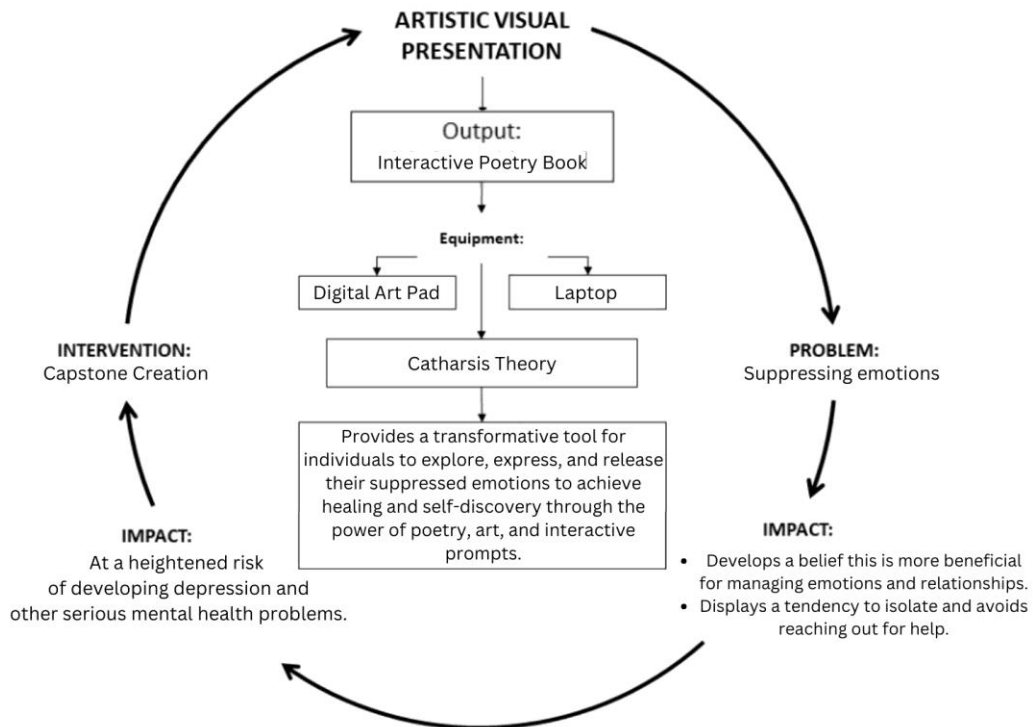 ARTISTIC VISUAL
PRESENTATION
Output:
Interactive Poetry Book
Equipment:
Digital Art Pad
Laptop
Catharsis Theory
Provides a transformative tool for
individuals to explore, express, and release
their suppressed emotions to achieve
healing and self-discovery through the
power of poetry, art, and interactive
prompts.
PROBLEM:
Suppressing emotions
IMPACT:
• Develops a belief this is more beneficial
for managing emotions and relationships.
• Displays a tendency to isolate and avoids
reaching out for help.
IMPACT:
At a heightened risk
of developing depression and
other serious mental health problems.
INTERVENTION:
Capstone Creation